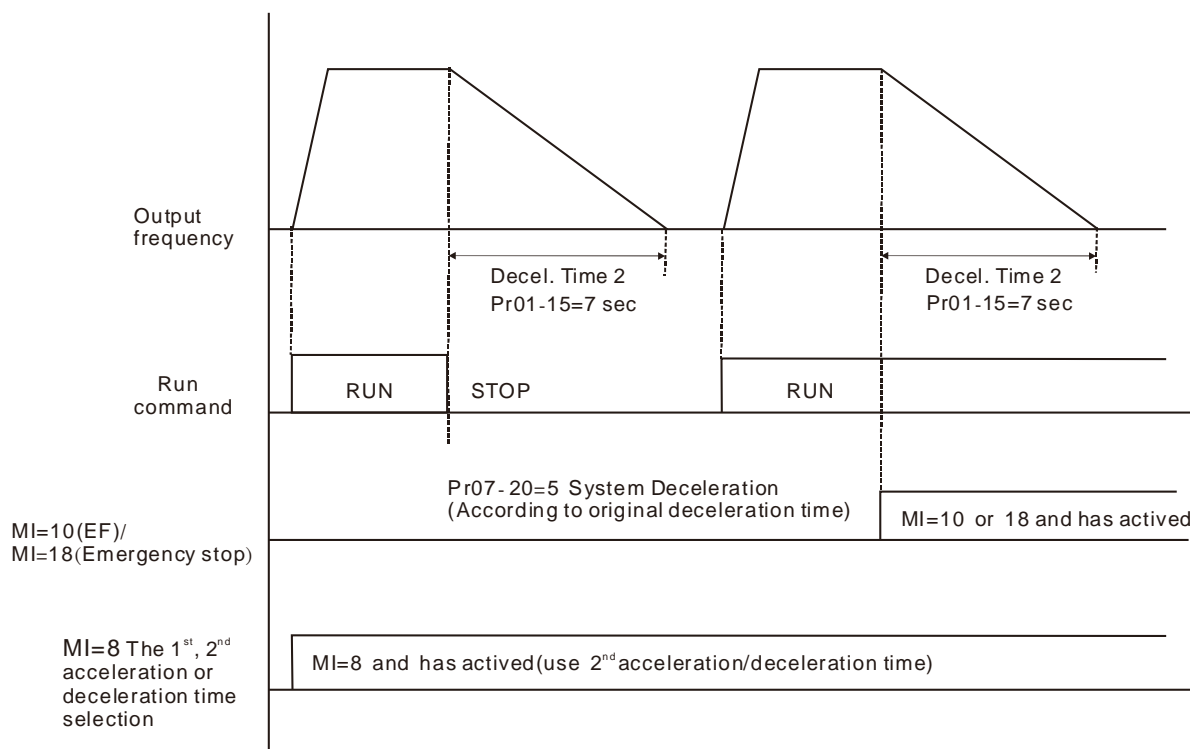 Output
frequency
Decel. Time 2
Pr01-15=7 sec
Decel. Time 2
Pr01-15=7 sec
Run
command
RUN
STOP
RUN
Pr07-20=5 System Deceleration
(According to original deceleration time)
MI=10 or 18 and has actived
MI=10(EF)/
MI=18(Emergency stop)
MI=8 The 1st, 2nd
acceleration or
deceleration time
selection
MI=8 and has actived(use 2nd acceleration/deceleration time)